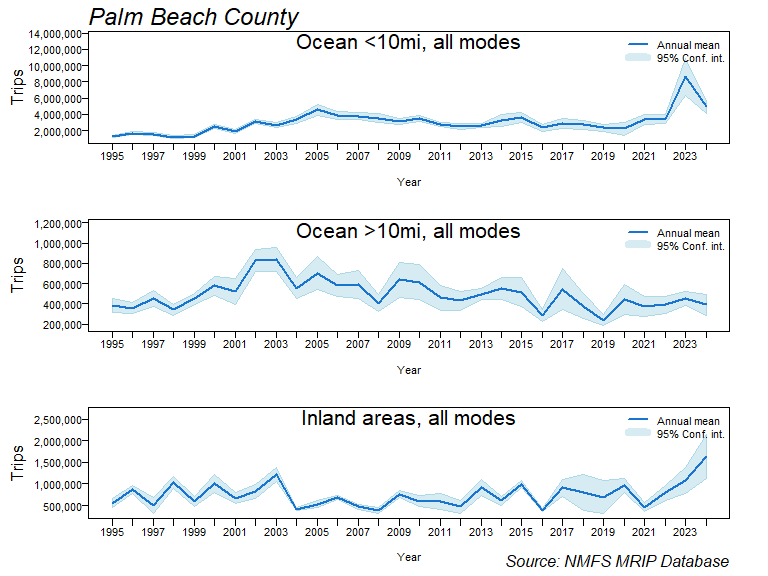 Palm Beach County
Ocean <10mi, all modes
Annual mean
95% Conf. int.
Trips
14,000,000
12,000,000
10,000,000
8,000,000
6,000,000
4,000,000
2,000,000
1995 1997 1999 2001 2003 2005 2007 2009 2011 2013 2015 2017 2019 2021 2023
Year
Ocean >10mi, all modes
Annual mean
95% Conf. int.
Trips
1,200,000
1,000,000
800,000
600,000
400,000
200,000
1995 1997 1999 2001 2003 2005 2007 2009 2011 2013 2015 2017 2019 2021 2023
Year
Inland areas, all modes
Annual mean
95% Conf. int.
Trips
2,500,000
2,000,000
1,500,000
1,000,000
500,000
1995 1997 1999 2001 2003 2005 2007 2009 2011 2013 2015 2017 2019 2021 2023
Year
Source: NMFS MRIP Database